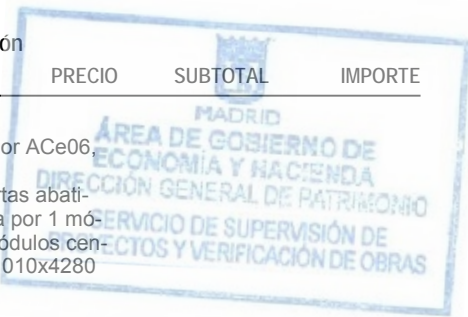 ón
PRECIO SUBTOTAL IMPORTE
MADRID
ÁREA DE GOBIERNO DE
or ACe06,
ECONOMÍA Y HACIENDA
DIRECCIÓN GENERAL DE PATRIMONIO
rtas abati-
a por 1 mó-
SERVICIO DE SUPERVISIÓN DE
ódulos cen-
PROYECTOS Y VERIFICACIÓN DE OBRAS
010x4280